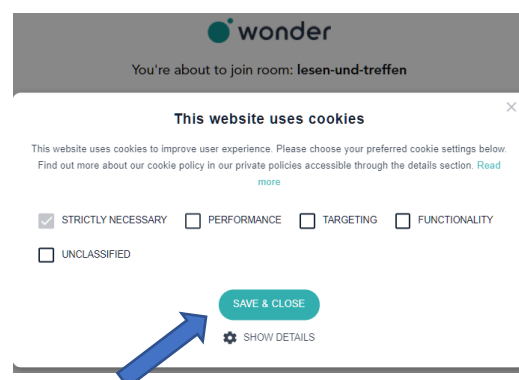 wonder
You're about to join room: lesen-und-treffen
This website uses cookies
This website uses cookies to improve user experience. Please choose your preferred cookie settings below.
Find out more about our cookie policy in our private policies accessible through the details section. Read
more
STRICTLY NECESSARY PERFORMANCE TARGETING FUNCTIONALITY
UNCLASSIFIED
SAVE & CLOSE
SHOW DETAILS